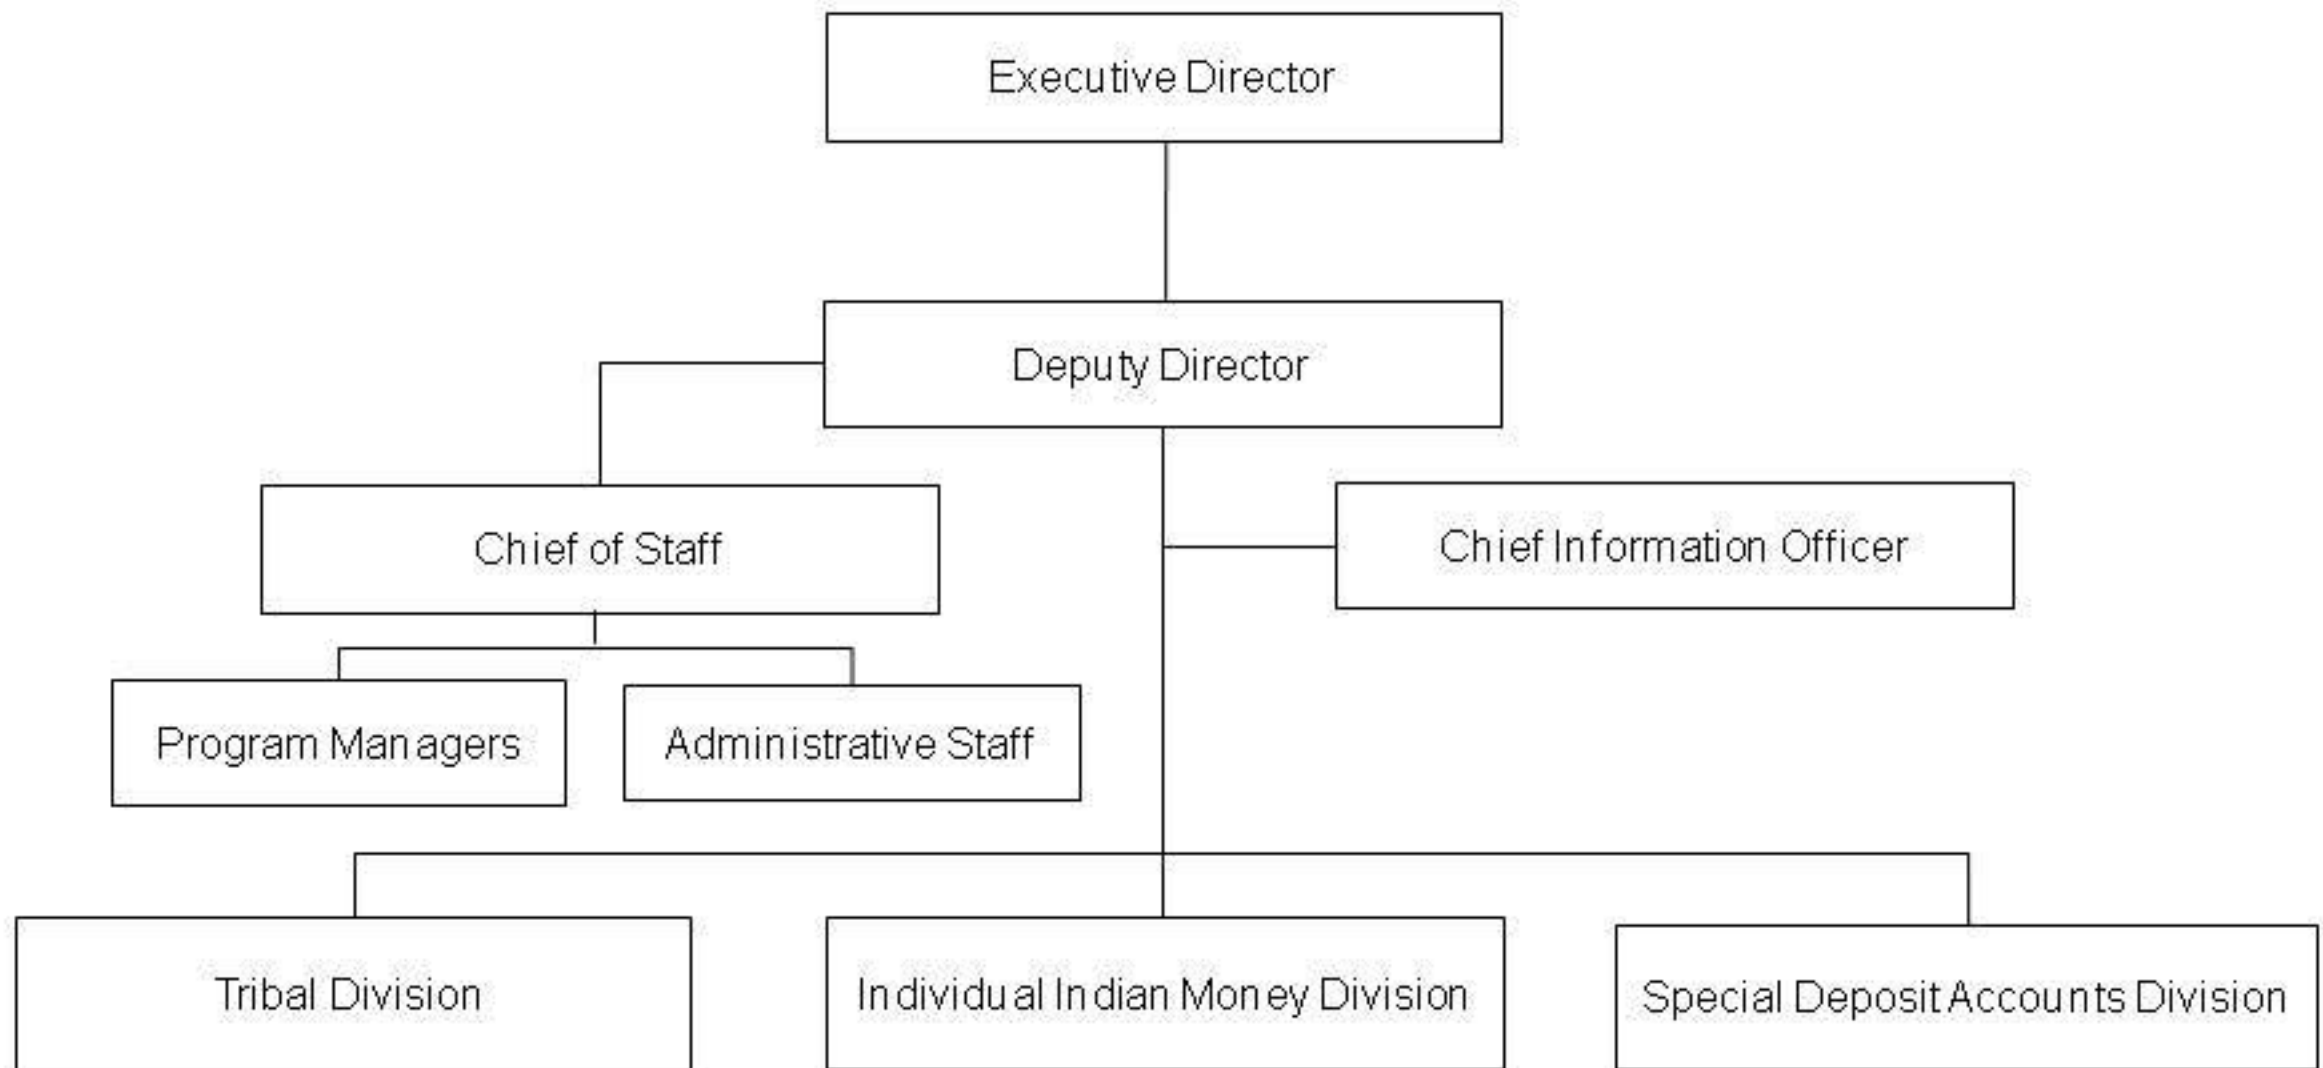 Executive Director
Deputy Director
Chief of Staff
Chief Information Officer
Program Managers
Administrative Staff
Tribal Division
Individual Indian Money Division
Special Deposit Accounts Division